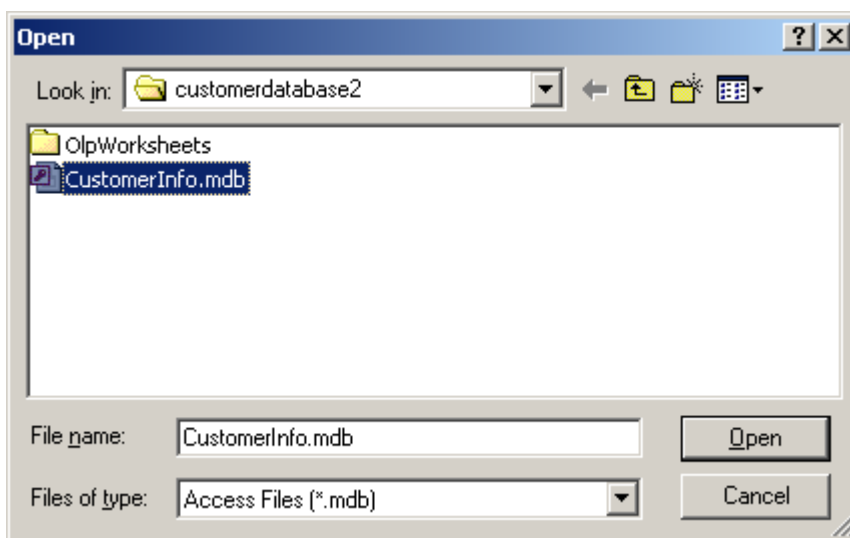 Open
Look in: customerdatabase2
OlpWorksheets
CustomerInfo.mdb
File name: CustomerInfo.mdb Open
Files of type: Access Files (*.mdb) Cancel